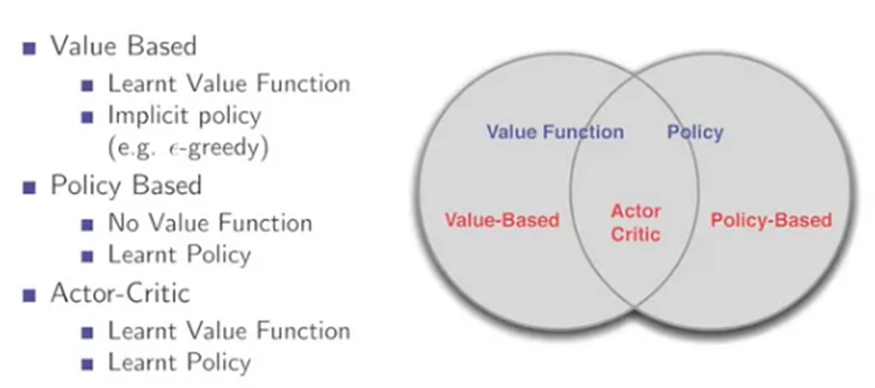 Value Based
Learnt Value Function
Implicit policy
(e.g. ϵ-greedy)
Policy Based
No Value Function
Learnt Policy
Actor-Critic
Learnt Value Function
Learnt Policy
Value Function
Policy
Value-Based
Actor
Critic
Policy-Based